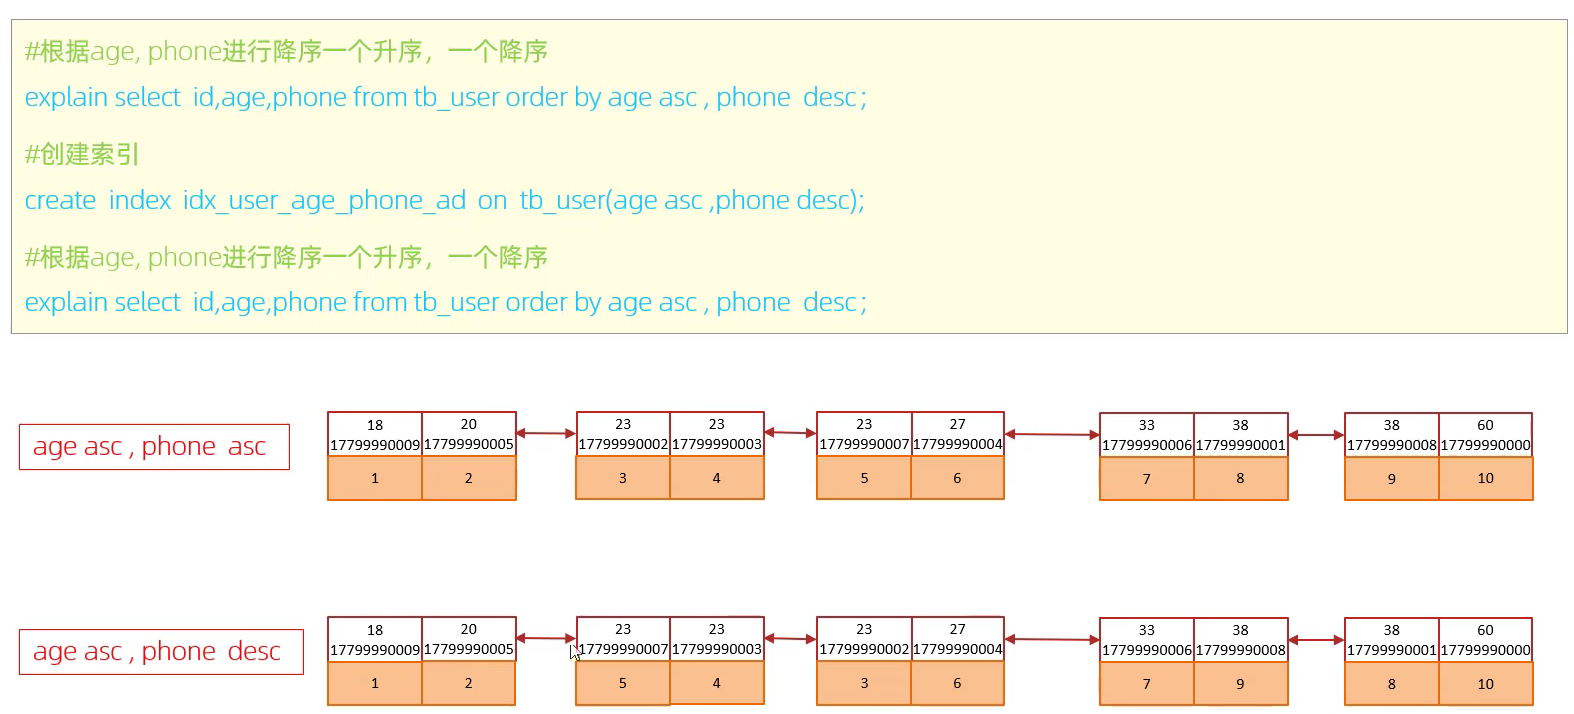 #根据age, phone进行降序一个升序，一个降序
explain select id,age,phone from tb_user order by age asc , phone desc ;
#创建索引
create index idx_user_age_phone_ad on tb_user(age asc ,phone desc);
#根据age, phone进行降序一个升序，一个降序
explain select id,age,phone from tb_user order by age asc , phone desc ;
age asc , phone asc
18 20 23 23 23 27 33 38 38 60
17799990009 17799990005 17799990002 17799990003 17799990007 17799990004 17799990006 17799990001 17799990008 17799990000
1 2 3 4 5 6 7 8 9 10
age asc , phone desc
18 20 23 23 23 27 33 38 38 60
17799990009 17799990005 17799990007 17799990003 17799990002 17799990004 17799990006 17799990008 17799990001 17799990000
1 2 5 4 3 6 7 9 8 10